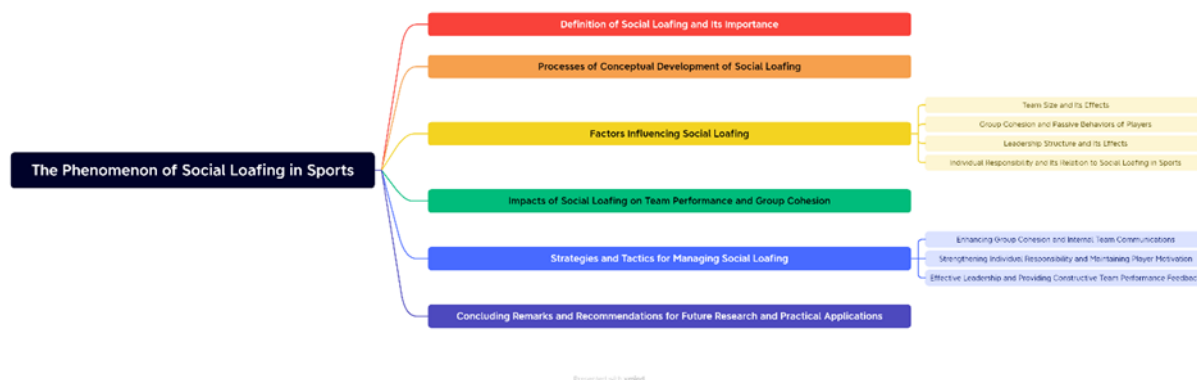 The Phenomenon of Social Loafing in Sports
Definition of Social Loafing and Its Importance
Processes of Conceptual Development of Social Loafing
Factors Influencing Social Loafing
Team Size and Its Effects
Group Cohesion and Passive Behaviors of Players
Leadership Structure and Its Effects
Individual Responsibility and Its Relation to Social Loafing in Sports
Impacts of Social Loafing on Team Performance and Group Cohesion
Strategies and Tactics for Managing Social Loafing
Enhancing Group Cohesion and Internal Team Communications
Strengthening Individual Responsibility and Maintaining Player Motivation
Effective Leadership and Providing Constructive Team Performance Feedback
Concluding Remarks and Recommendations for Future Research and Practical Applications
Presented with xmind